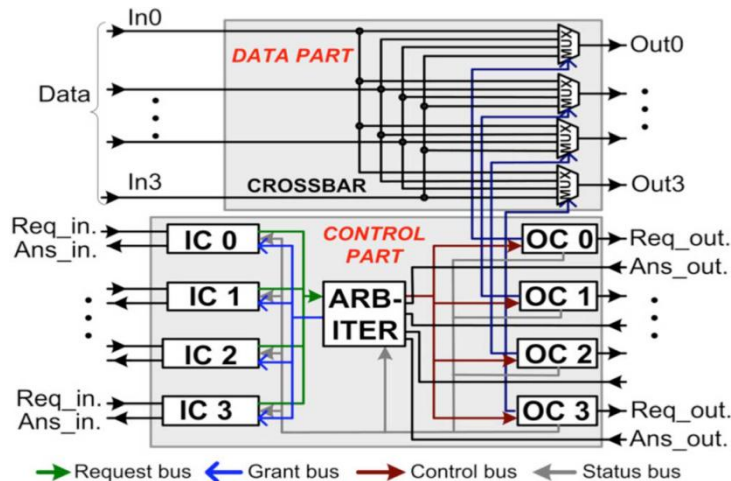 In0
DATA PART
MUX
Out0
Data
MUX
MUX
In3
CROSSBAR
MUX
Out3
Req_in.
Ans_in.
IC 0
CONTROL
PART
OC 0
Req_out.
Ans_out.
IC 1
ARB-
ITER
OC 1
IC 2
OC 2
Req_in.
Ans_in.
IC 3
OC 3
Req_out.
Ans_out.
Request bus
Grant bus
Control bus
Status bus